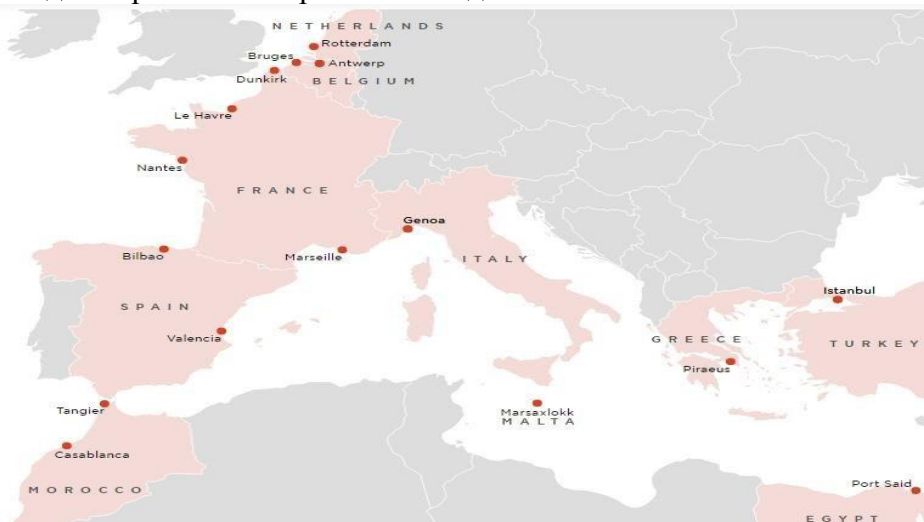 NETHERLANDS
Rotterdam
Bruges
Antwerp
Dunkirk
BELGIUM
Le Havre
Nantes
FRANCE
Genoa
Bilbao
Marseille
ITALY
Istanbul
SPAIN
Valencia
GREECE
TURKEY
Piraeus
Tangier
Marsaxlokk
MALTA
Casablanca
Port Said
MOROCCO
EGYPT